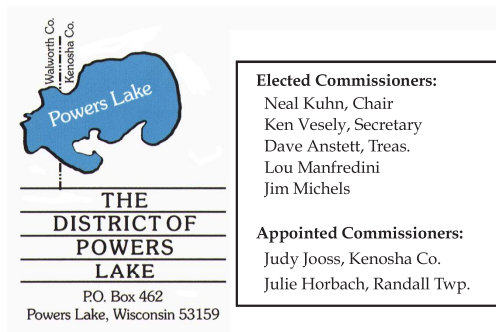 Walworth Co.
Kenosha Co.
Powers Lake
THE
DISTRICT OF
POWERS
LAKE
P.O. Box 462
Powers Lake, Wisconsin 53159
Elected Commissioners:
Neal Kuhn, Chair
Ken Vesely, Secretary
Dave Anstett, Treas.
Lou Manfredini
Jim Michels
Appointed Commissioners:
Judy Jooss, Kenosha Co.
Julie Horbach, Randall Twp.